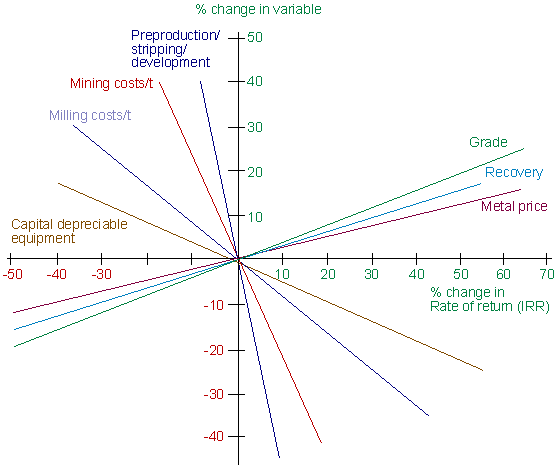 % change in variable
Preproduction/
stripping/
development
50
Mining costs/t
40
Milling costs/t
30
Grade
20
Recovery
Metal price
10
Capital depreciable
equipment
-50 -40 -30 10 20 30 40 50 60 70
% change in
Rate of return (IRR)
-10
-20
-30
-40